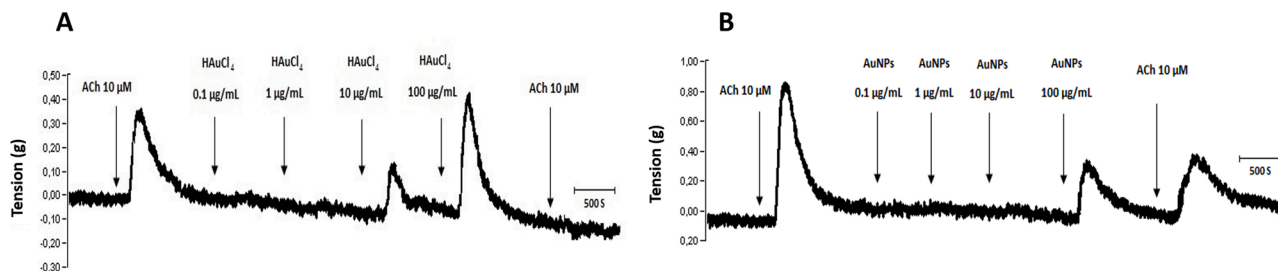 A
HAuCl4 HAuCl4 HAuCl4 HAuCl4
ACh 10 µM 0.1 µg/mL 1 µg/mL 10 µg/mL 100 µg/mL ACh 10 µM
Tension (g)
0,50
0,40
0,30
0,20
0,10
0,00
-0,10
0,20
-0.30
500 S
B
AuNPs AuNPs AuNPs AuNPs
ACh 10 µM 0.1 µg/mL 1 µg/mL 10 µg/mL 100 µg/mL ACh 10 µM
Tension (g)
1,00
0,80
0,60
0,40
0,20
0,00
0,20
500 S